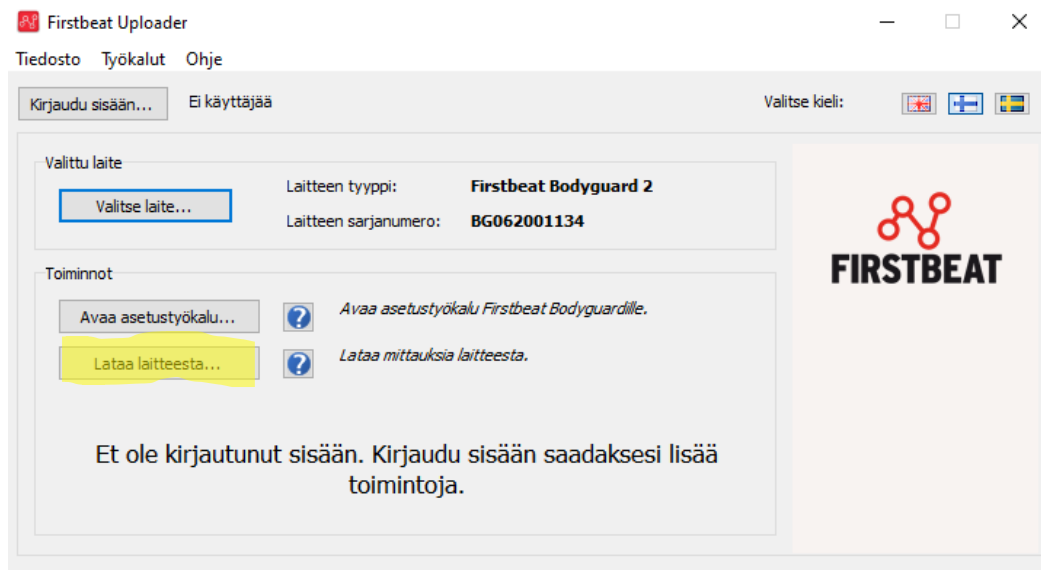 Firstbeat Uploader
Tiedosto Työkalut Ohje
Kirjaudu sisään... Ei käyttäjää Valitse kieli:
Valittu laite
Valitse laite...
Laitteen tyyppi: Firstbeat Bodyguard 2
Laitteen sarjanumero: BG062001134
FIRSTBEAT
Toiminnot
Avaa asetustyökalu... ? Avaa asetustyökalu Firstbeat Bodyguardille.
Lataa laitteesta... ? Lataa mittauksia laitteesta.
Et ole kirjautunut sisään. Kirjaudu sisään saadaksesi lisää
toimintoja.